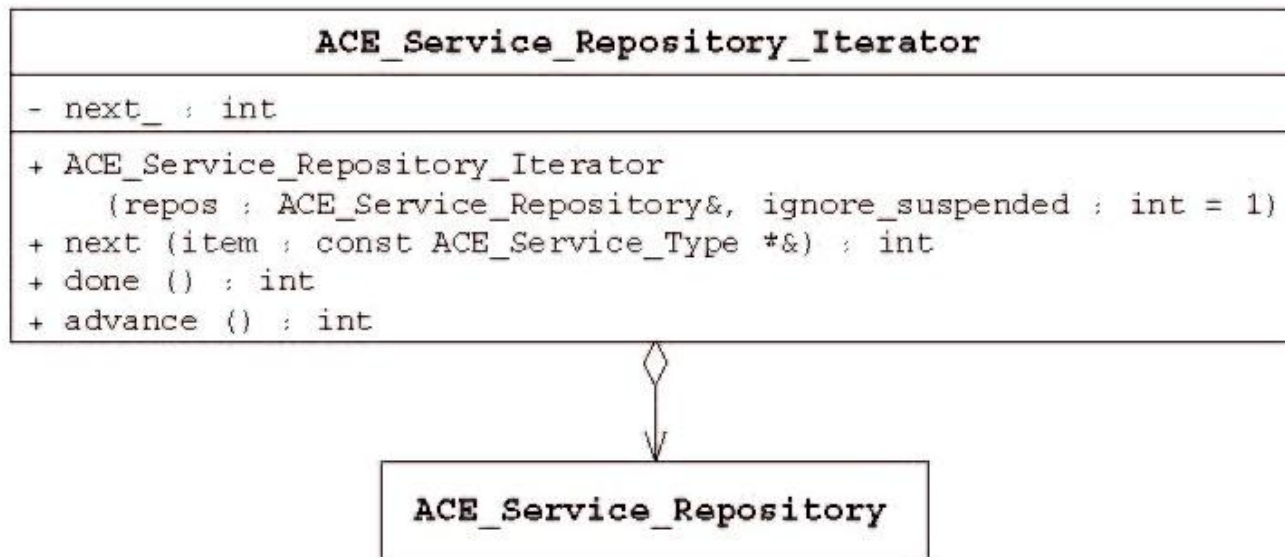 ACE_Service_Repository_Iterator
- next_ : int
+ ACE_Service_Repository_Iterator
(repos : ACE_Service_Repository&, ignore_suspended : int = 1)
+ next (item : const ACE_Service_Type *&) : int
+ done () : int
+ advance () : int
ACE_Service_Repository